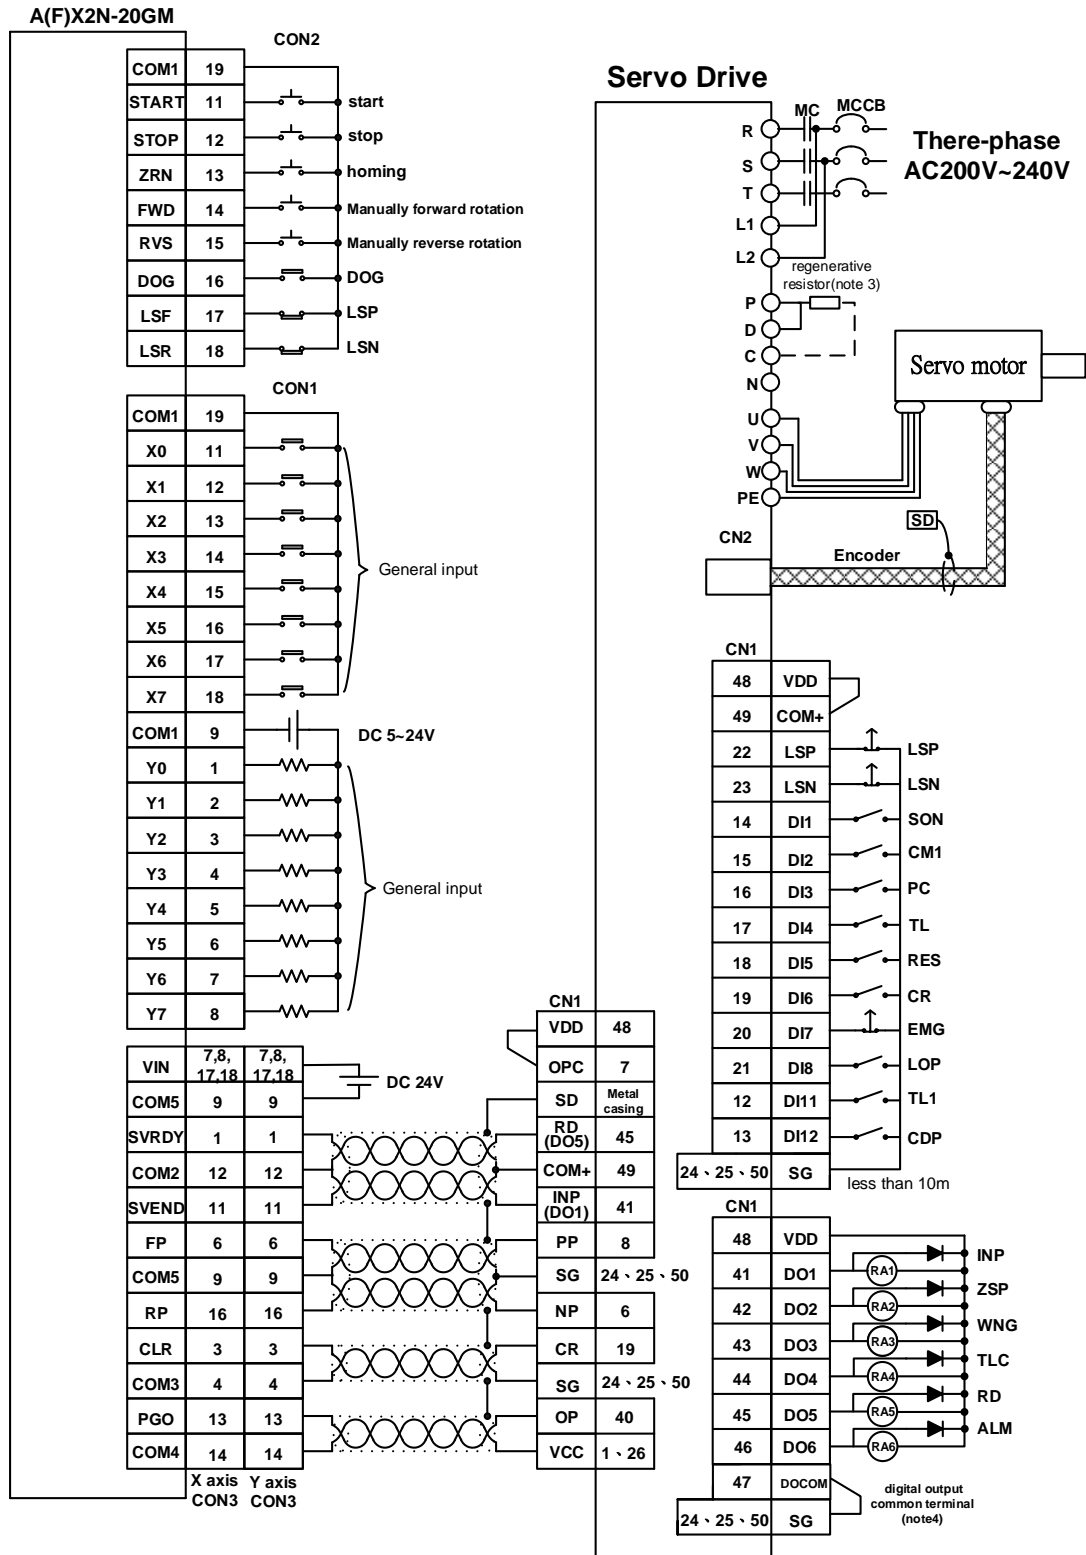 A(F)X2N-20GM
CON2
COM1 19
START 11 start
STOP 12 stop
ZRN 13 homing
FWD 14 Manually forward rotation
RVS 15 Manually reverse rotation
DOG 16 DOG
LSF 17 LSP
LSR 18 LSN
CON1
COM1 19
X0 11
X1 12
X2 13
X3 14
General input
X4 15
X5 16
X6 17
X7 18
COM1 9 DC 5~24V
Y0 1
Y1 2
Y2 3
Y3 4
General input
Y4 5
Y5 6
Y6 7
Y7 8
VIN 7,8, 17,18 7,8, 17,18
DC 24V
COM5 9 9
SVRDY 1 1
COM2 12 12
SVEND 11 11
FP 6 6
COM5 9 9
RP 16 16
CLR 3 3
COM3 4 4
PGO 13 13
COM4 14 14
X axis CON3
Y axis CON3
CN1
VDD 48
OPC 7
SD Metal casing
RD (DO5) 45
COM+ 49
INP (DO1) 41
PP 8
SG 24、25、50
NP 6
CR 19
SG 24、25、50
OP 40
VCC 1、26
Servo Drive
MC MCCB
R
S
T
There-phase
AC200V~240V
L1
L2
regenerative
resistor(note 3)
P
D
C
N
Servo motor
U
V
W
PE
SD
CN2
Encoder
CN1
48 VDD
49 COM+
22 LSP LSP
23 LSN LSN
14 DI1 SON
15 DI2 CM1
16 DI3 PC
17 DI4 TL
18 DI5 RES
19 DI6 CR
20 DI7 EMG
21 DI8 LOP
12 DI11 TL1
13 DI12 CDP
24、25、50 SG
less than 10m
CN1
48 VDD
INP
41 DO1 RA1
ZSP
42 DO2 RA2
WNG
43 DO3 RA3
TLC
44 DO4 RA4
RD
45 DO5 RA5
ALM
46 DO6 RA6
47 DOCOM
digital output
common terminal
(note4)
24、25、50 SG